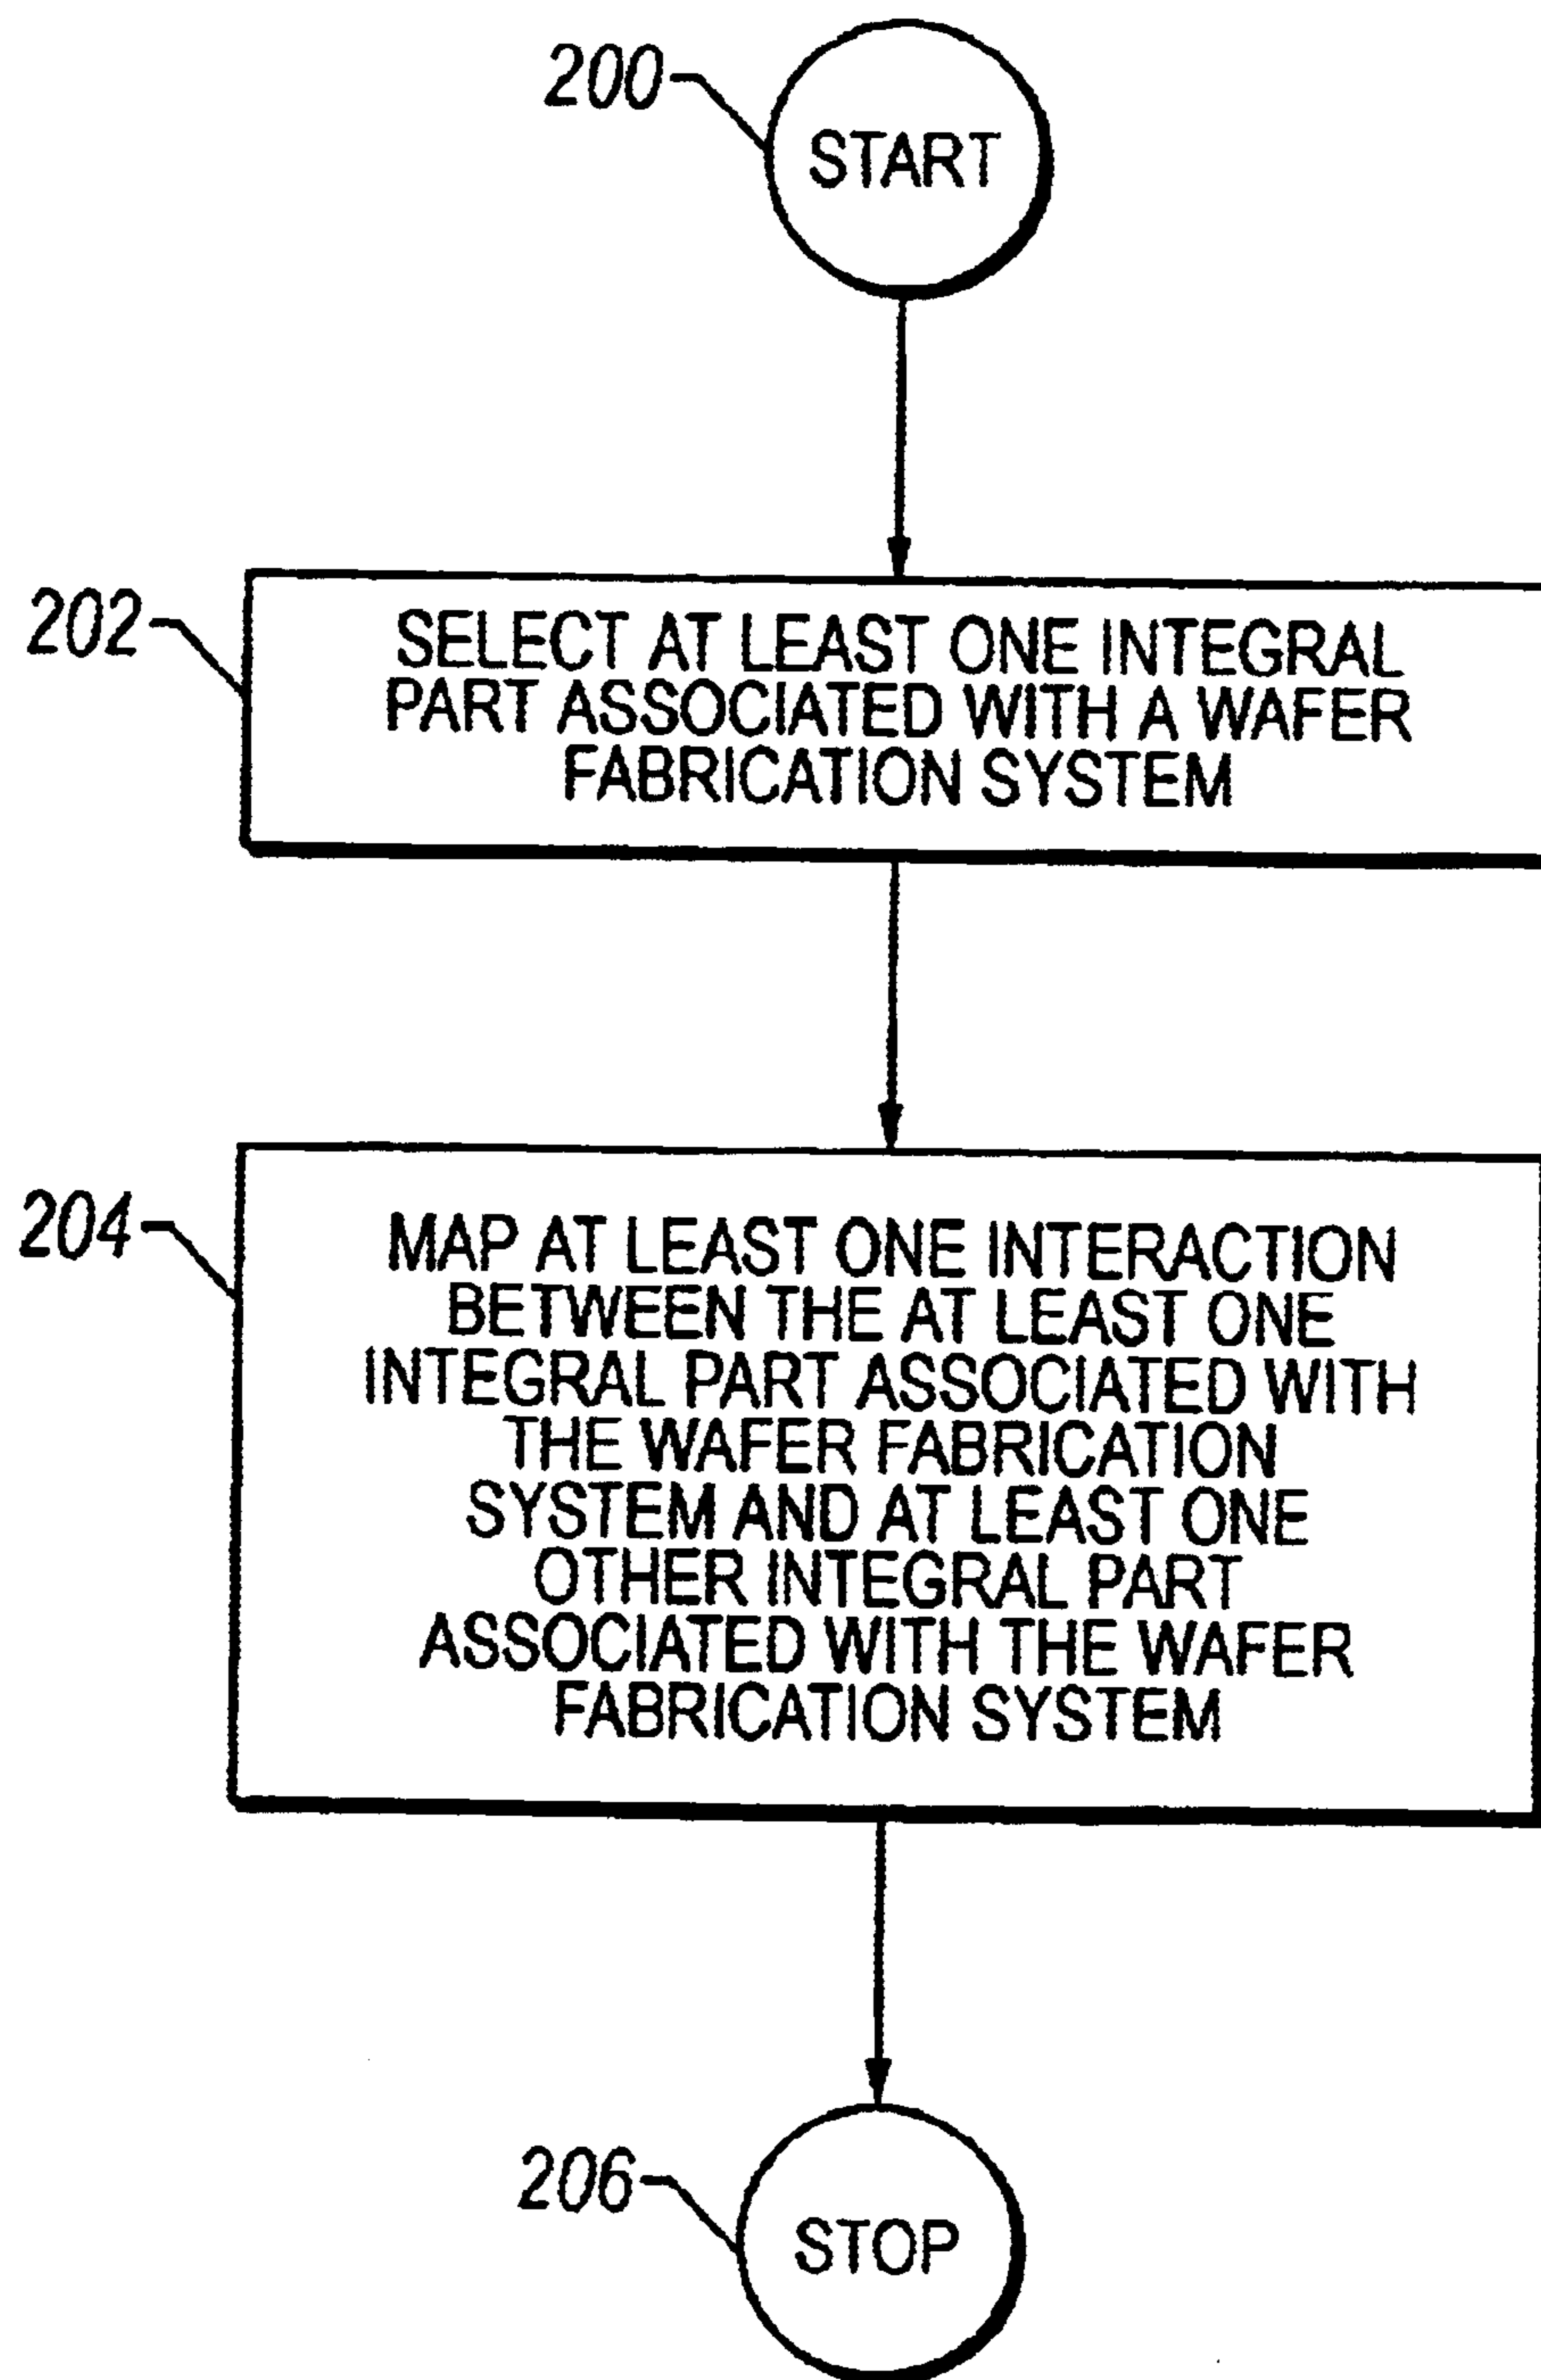 200
START
202
SELECT AT LEAST ONE INTEGRAL
PART ASSOCIATED WITH A WAFER
FABRICATION SYSTEM
204
MAP AT LEAST ONE INTERACTION
BETWEEN THE AT LEAST ONE
INTEGRAL PART ASSOCIATED WITH
THE WAFER FABRICATION
SYSTEM AND AT LEAST ONE
OTHER INTEGRAL PART
ASSOCIATED WITH THE WAFER
FABRICATION SYSTEM
206
STOP